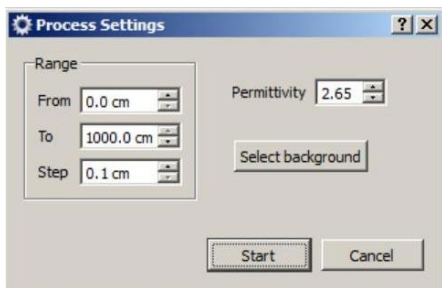 Process Settings
Range
From 0.0 cm
To 1000.0 cm
Step 0.1 cm
Permittivity 2.65
Select background
Start Cancel